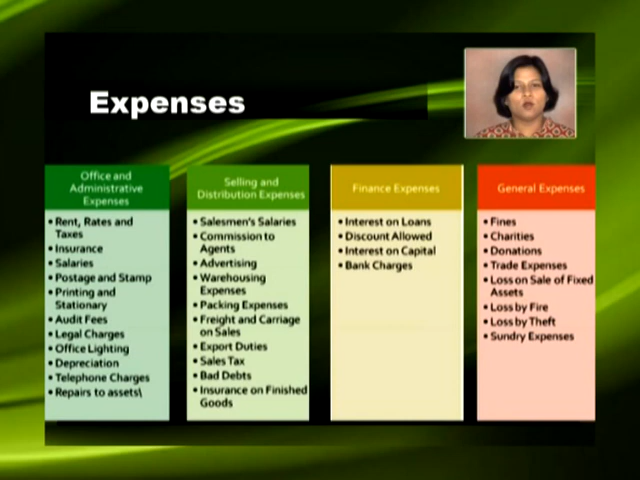 Expenses
Office and
Administrative
Expenses
• Rent, Rates and
Taxes
• Insurance
• Salaries
• Postage and Stamp
• Printing and
Stationary
• Audit Fees
• Legal Charges
• Office Lighting
• Depreciation
• Telephone Charges
• Repairs to assets\
Selling and
Distribution Expenses
• Salesmen's Salaries
• Commission to
Agents
• Advertising
• Warehousing
Expenses
• Packing Expenses
• Freight and Carriage
on Sales
• Export Duties
• Sales Tax
• Bad Debts
• Insurance on Finished
Goods
Finance Expenses
• Interest on Loans
• Discount Allowed
• Interest on Capital
• Bank Charges
General Expenses
• Fines
• Charities
• Donations
• Trade Expenses
• Loss on Sale of Fixed
Assets
• Loss by Fire
• Loss by Theft
• Sundry Expenses